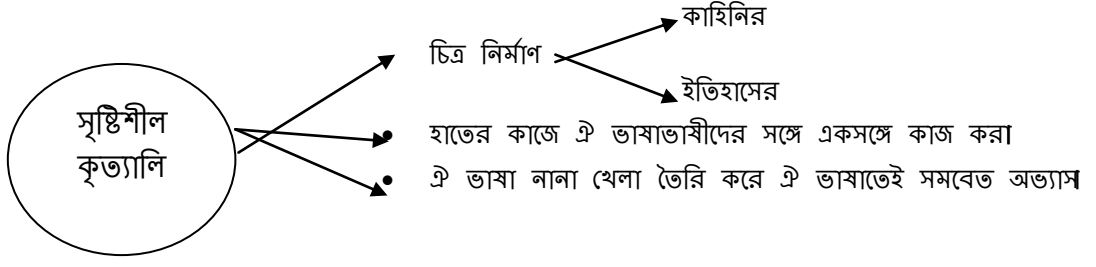 কাহিনির
চিত্র নির্মাণ
ইতিহাসের
সৃষ্টিশীল
কৃত্যালি
• হাতের কাজে ঐ ভাষাভাষীদের সঙ্গে একসঙ্গে কাজ করা।
• ঐ ভাষা নানা খেলা তৈরি করে ঐ ভাষাতেই সমবেত অভ্যাস।